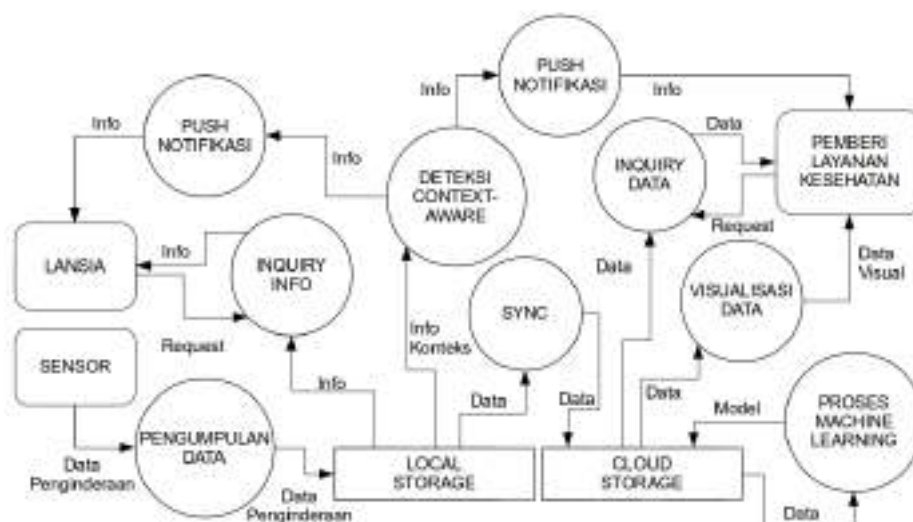 PUSH
NOTIFIKASI
Info
Info
Info
PUSH
NOTIFIKASI
Info
Data
PEMBERI
LAYANAN
KESEHATAN
INQUIRY
DATA
DETEKSI
CONTEXT-
AWARE
Request
Info
LANSIA
INQUIRY
INFO
Data
Data
Visual
VISUALISASI
DATA
SYNC
Request
Info
Konteks
SENSOR
Info
Data
Data
Data
Model
PROSES
MACHINE
LEARNING
PENGUMPULAN
DATA
Data
Penginderaan
Data
Penginderaan
LOCAL
STORAGE
CLOUD
STORAGE
Data